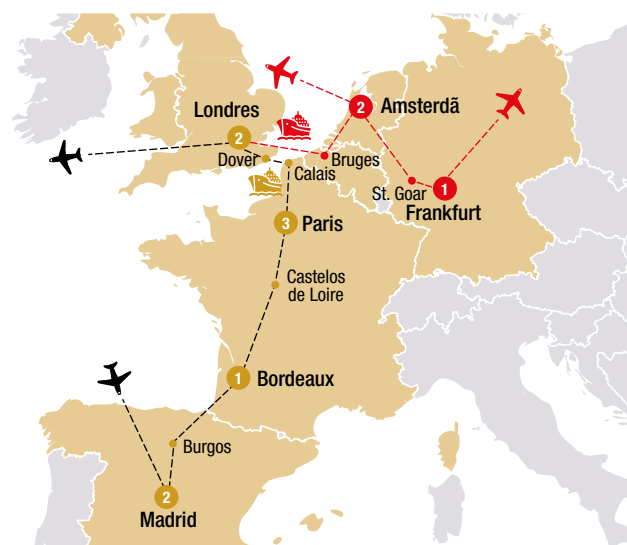 Londres
2
2
Amsterdã
Dover
Calais
Bruges
St. Goar
1
Frankfurt
3
Paris
Castelos
de Loire
1
Bordeaux
Burgos
2
Madrid